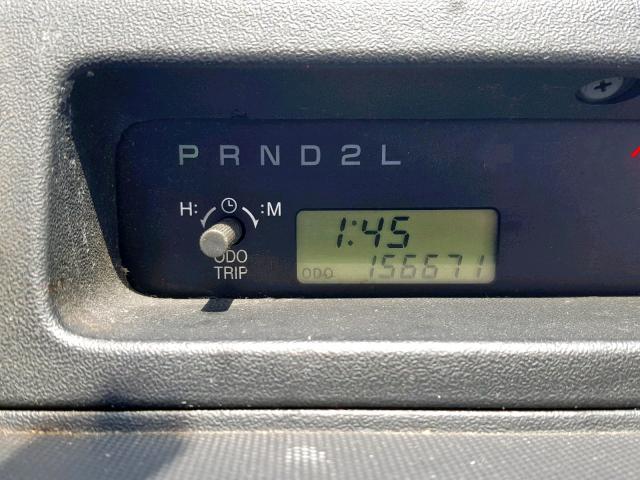 P R N D 2 L
H: :M
ODO
TRIP
1:45
ODO 156671